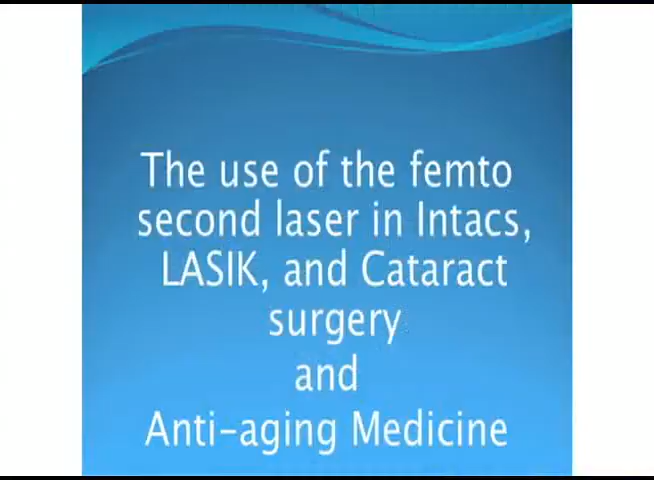 The use of the femto
second laser in Intacs,
LASIK, and Cataract
surgery
and
Anti-aging Medicine